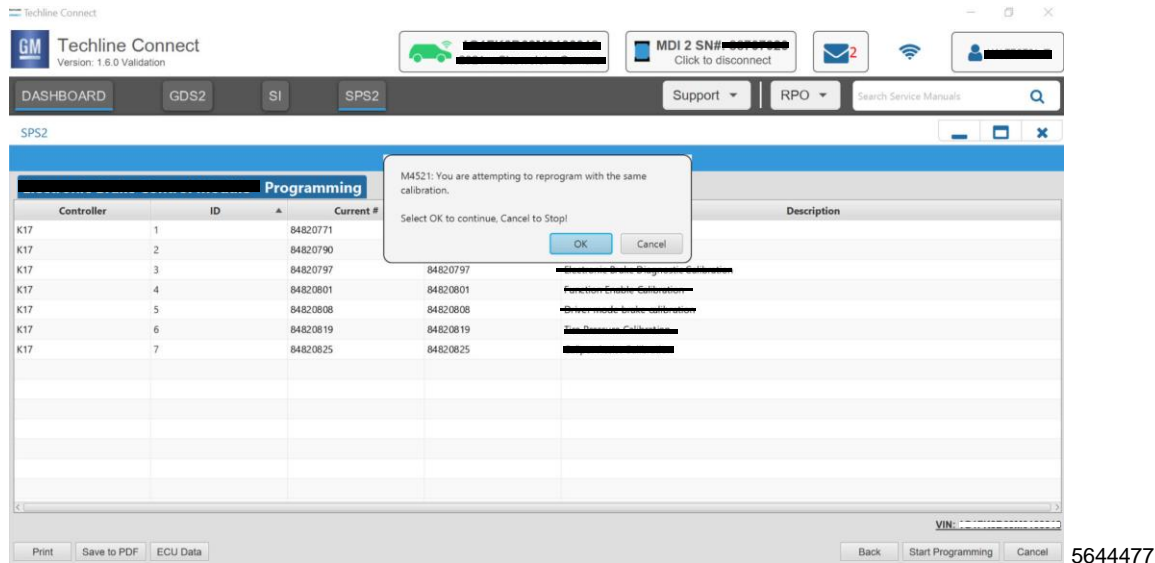 Techline Connect
GM
Techline Connect
Version: 1.6.0 Validation
MDI 2 SN#:
Click to disconnect
2
DASHBOARD GDS2 SI SPS2 Support RPO Search Service Manuals
SPS2
Programming
M4521: You are attempting to reprogram with the same
calibration.
Select OK to continue, Cancel to Stop!
OK Cancel
Controller ID Current # Description
K17 1 84820771
K17 2 84820790
K17 3 84820797 84820797
K17 4 84820801 84820801
K17 5 84820808 84820808
K17 6 84820819 84820819
K17 7 84820825 84820825
VIN:
Print Save to PDF ECU Data Back Start Programming Cancel
5644477